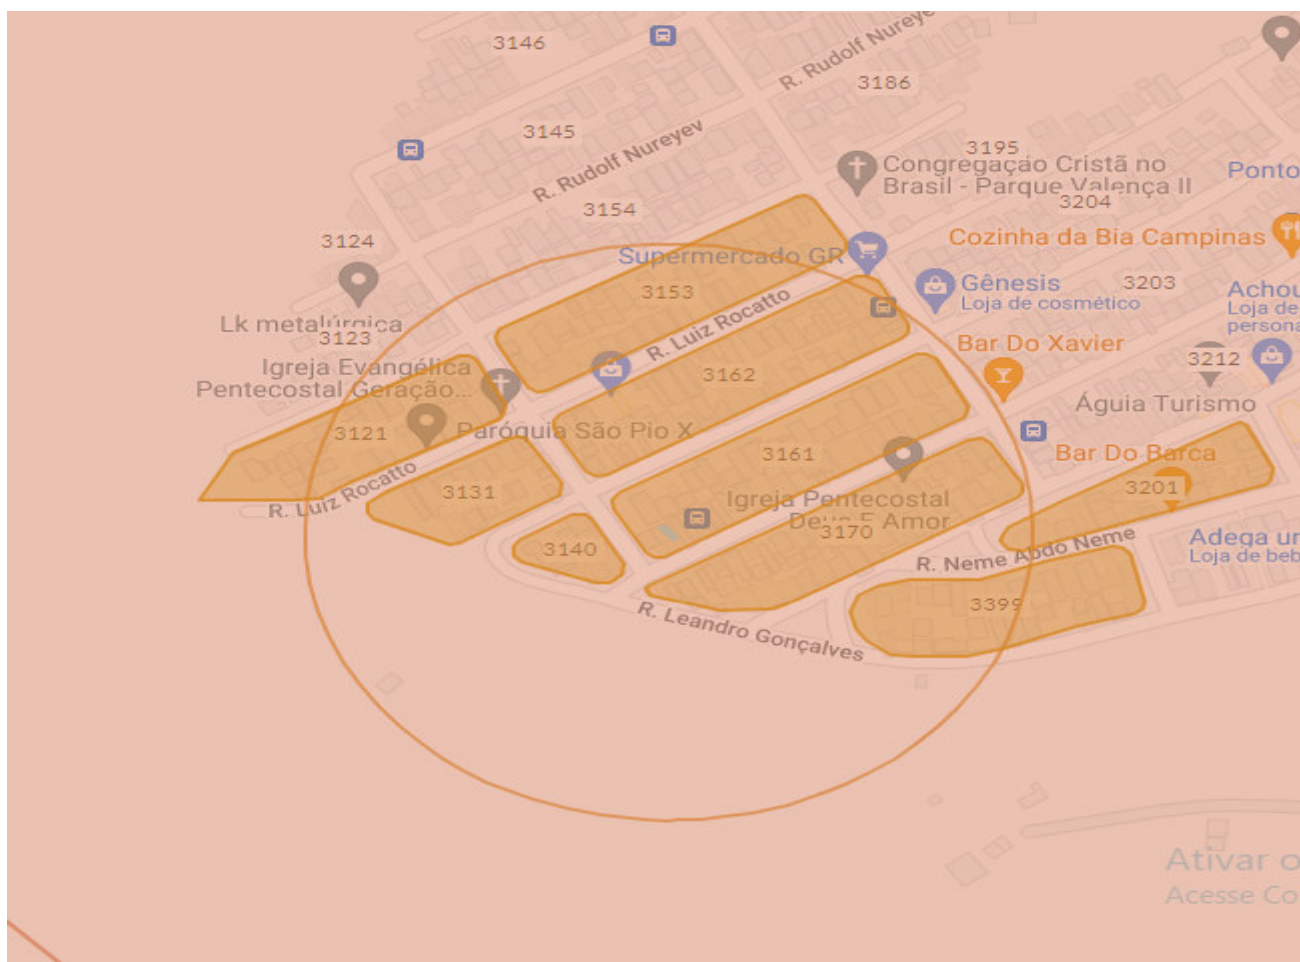 3146
R. Rudolf Nureye
3186
3145
R. Rudolf Nureyev
3195
Congregação Cristã no
Brasil - Parque Valença II
Ponto
3204
3154
3124
Cozinha da Bia Campinas
Supermercado GR
3153
Gênesis
Loja de cosmético
3203
Achou
Loja de
persona
Lk metalúrgica
3123
R. Luiz Rocatto
Bar Do Xavier
3212
Igreja Evangélica
Pentecostal Geração...
3162
Águia Turismo
3121
Paróquia São Pio X
3161
Bar Do Barca
R. Luiz Rocatto
3131
3201
Igreja Pentecostal
Deus É Amor
3170
3140
R. Neme Abdo Neme
Adega un
Loja de beb
3399
R. Leandro Gonçalves
Ativar o
Acesse Co